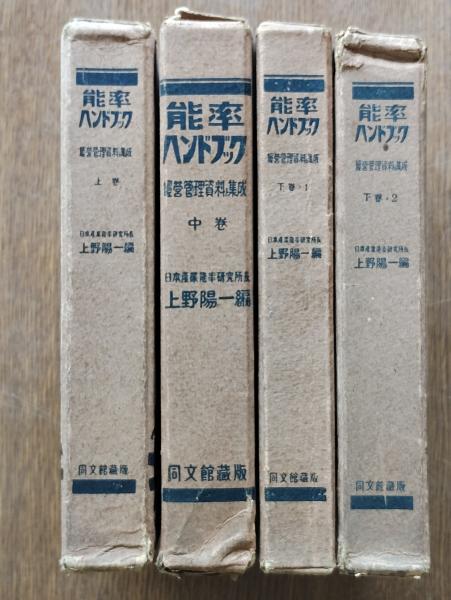 能率
ハンドブック
經営管理資料集成
上巻
日本産業能率研究所長
上野陽一編
同文館藏版
能率
ハンドブック
經営管理資料集成
中巻
日本産業能率研究所長
上野陽一編
同文館藏版
能率
ハンドブック
經営管理資料集成
下巻・1
日本産業能率研究所長
上野陽一編
同文館藏版
能率
ハンドブック
經営管理資料集成
下巻・2
日本産業能率研究所長
上野陽一編
同文館藏版